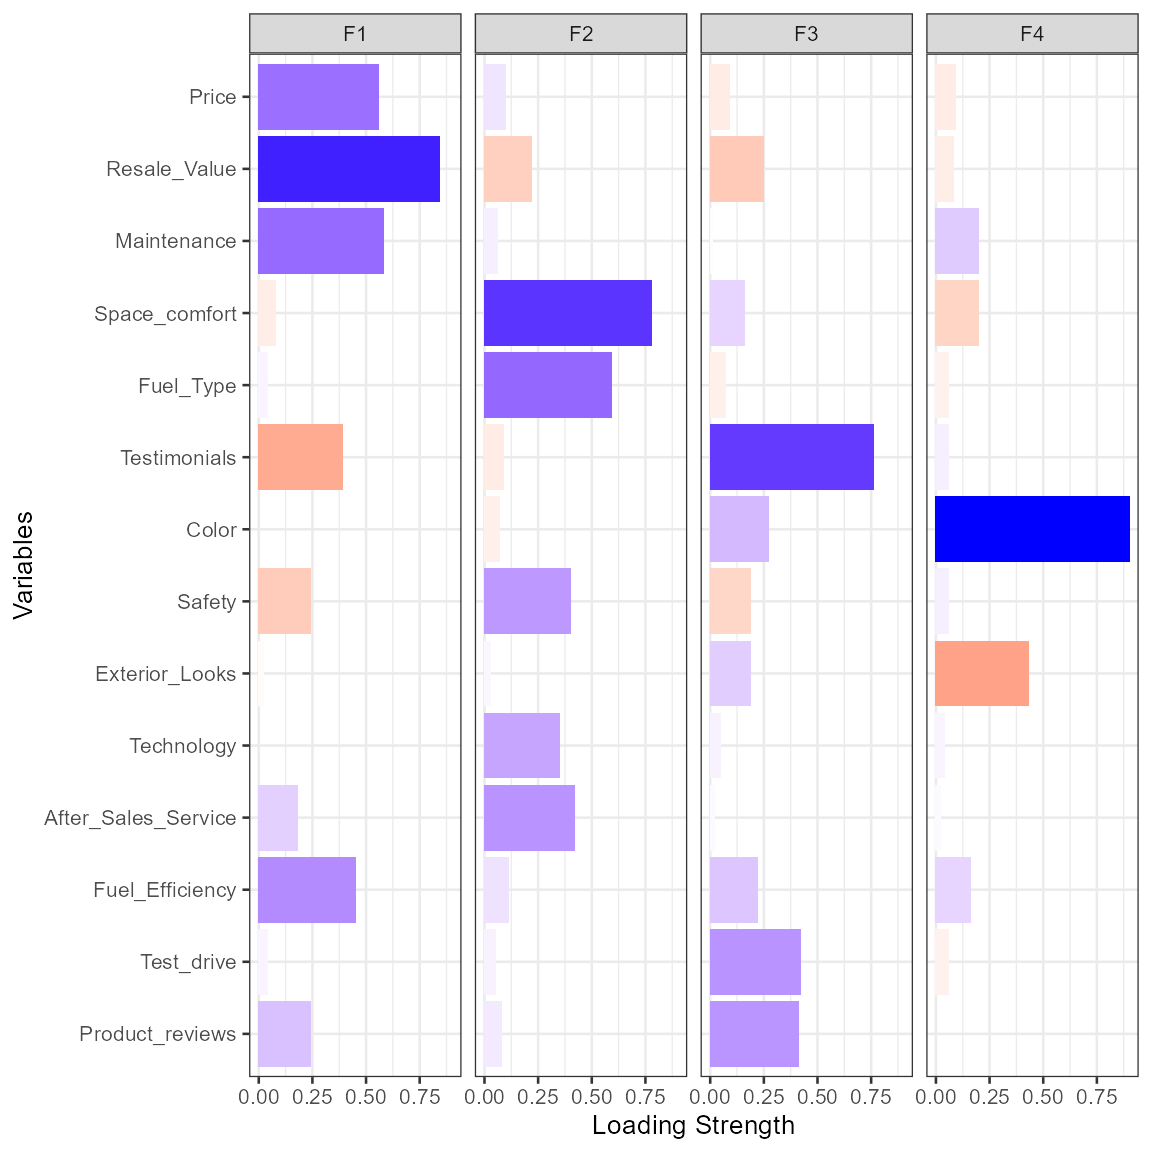 F1 F2 F3 F4
Price
Resale_Value
Maintenance
Space_comfort
Fuel_Type
Testimonials
Color
Safety
Exterior_Looks
Technology
After_Sales_Service
Fuel_Efficiency
Test_drive
Product_reviews
Variables
0.00 0.25 0.50 0.75 0.00 0.25 0.50 0.75 0.00 0.25 0.50 0.75 0.00 0.25 0.50 0.75
Loading Strength